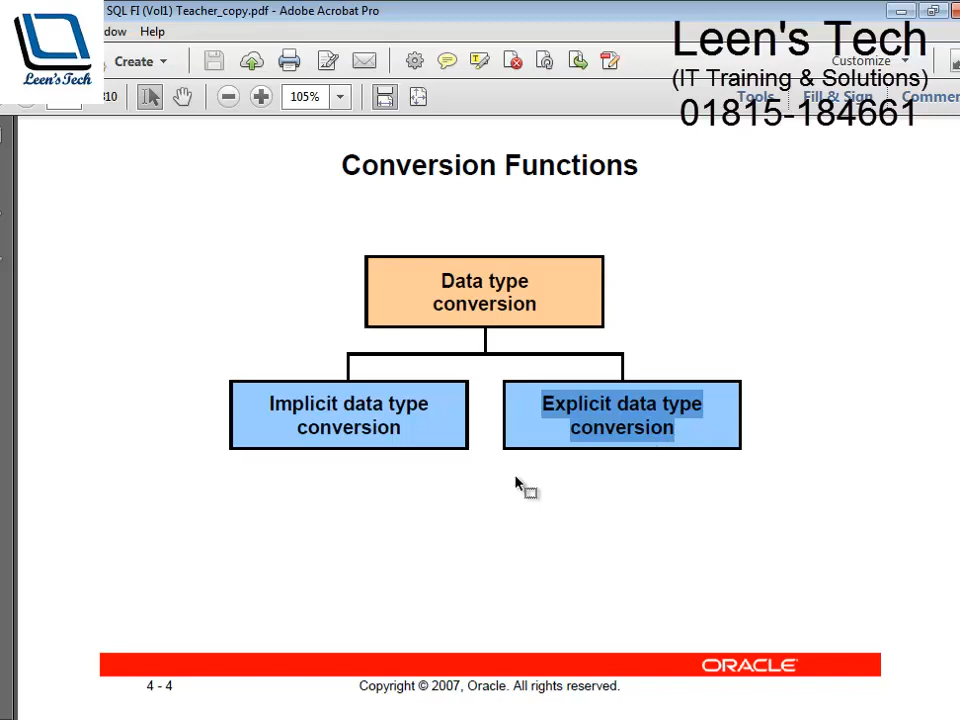 SQL FI (Vol1) Teacher_copy.pdf - Adobe Acrobat Pro
dow Help
Leen's Tech
Leen's Tech
(IT Training & Solutions)
01815-184661
Create
Customize
810
105%
Tools Fill & Sign Commen
Conversion Functions
Data type
conversion
Implicit data type
conversion
Explicit data type
conversion
ORACLE
4 - 4
Copyright © 2007, Oracle. All rights reserved.